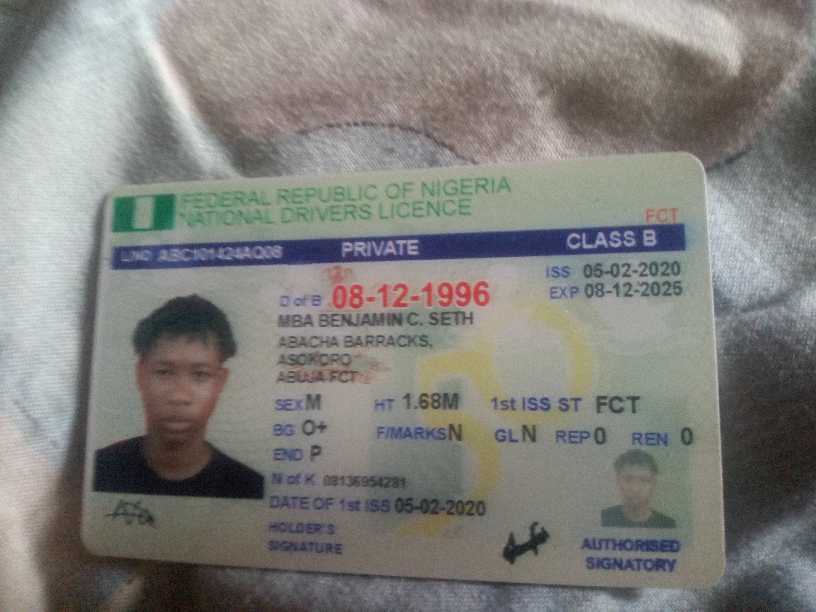 FEDERAL REPUBLIC OF NIGERIA
NATIONAL DRIVERS LICENCE
FCT
L/NO ABC101424AQ08 PRIVATE CLASS B
ISS 05-02-2020
D of B 08-12-1996 EXP 08-12-2025
MBA BENJAMIN C. SETH
ABACHA BARRACKS,
ASOKORO
ABUJA FCT
SEX M HT 1.68M 1st ISS ST FCT
BG O+ F/MARKS N GL N REP 0 REN 0
END P
N of K 08136954281
DATE OF 1st ISS 05-02-2020
HOLDER'S
SIGNATURE
AUTHORISED
SIGNATORY